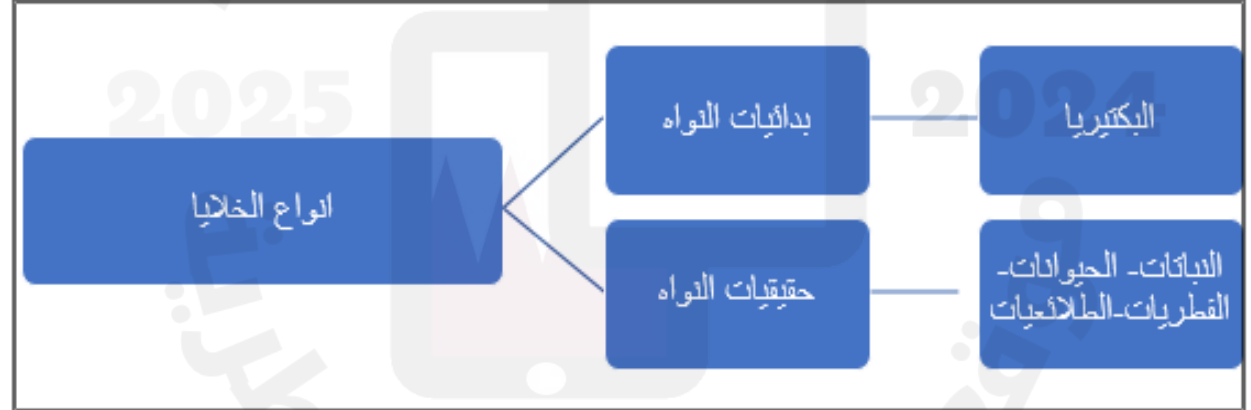 انواع الخلايا
بدائيات النواه
البكتيريا
حقيقيات النواه
النباتات- الحيوانات-
الفطريات-الطلائعيات
2025
2024